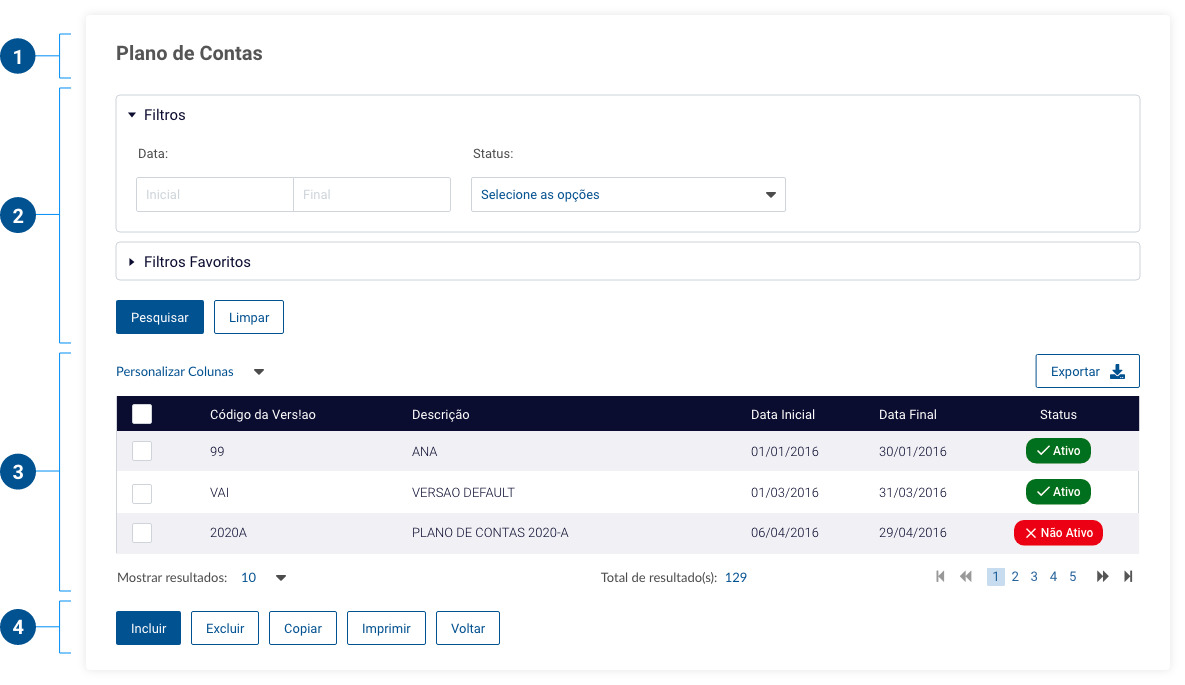 1
Plano de Contas
2
Filtros
Data: Status:
Inicial Final Selecione as opções
Filtros Favoritos
Pesquisar Limpar
3
Personalizar Colunas Exportar
Código da Vers!ao Descrição Data Inicial Data Final Status
99 ANA 01/01/2016 30/01/2016 Ativo
VAI VERSAO DEFAULT 01/03/2016 31/03/2016 Ativo
2020A PLANO DE CONTAS 2020-A 06/04/2016 29/04/2016 Não Ativo
Mostrar resultados: 10 Total de resultado(s): 129 1 2 3 4 5
4
Incluir Excluir Copiar Imprimir Voltar